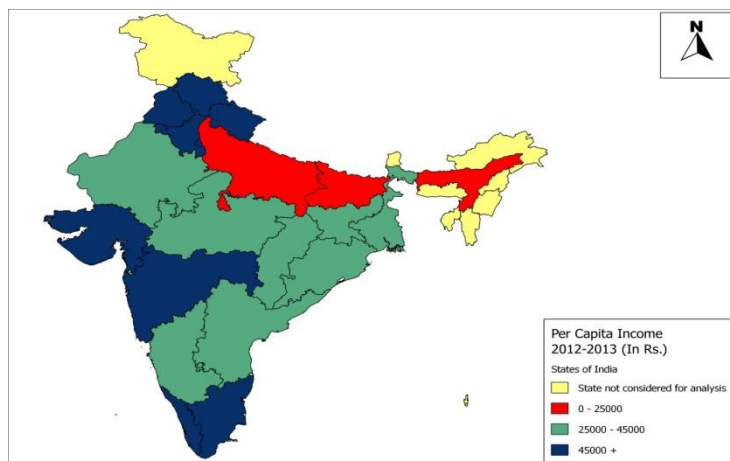 N
Per Capita Income
2012-2013 (In Rs.)
States of India
State not considered for analysis
0 - 25000
25000 - 45000
45000 +